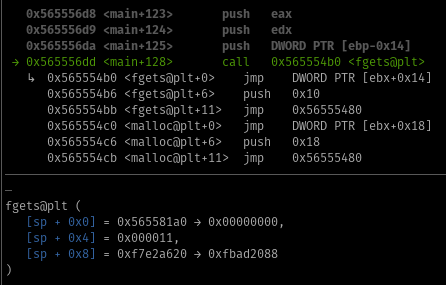 0x565556d8 <main+123> push eax
0x565556d9 <main+124> push edx
0x565556da <main+125> push DWORD PTR [ebp-0x14]
→ 0x565556dd <main+128> call 0x565554b0 <fgets@plt>
↳ 0x565554b0 <fgets@plt+0> jmp DWORD PTR [ebx+0x14]
0x565554b6 <fgets@plt+6> push 0x10
0x565554bb <fgets@plt+11> jmp 0x56555480
0x565554c0 <malloc@plt+0> jmp DWORD PTR [ebx+0x18]
0x565554c6 <malloc@plt+6> push 0x18
0x565554cb <malloc@plt+11> jmp 0x56555480
fgets@plt (
[sp + 0x0] = 0x565581a0 → 0x00000000,
[sp + 0x4] = 0x000011,
[sp + 0x8] = 0xf7e2a620 → 0xfbad2088
)